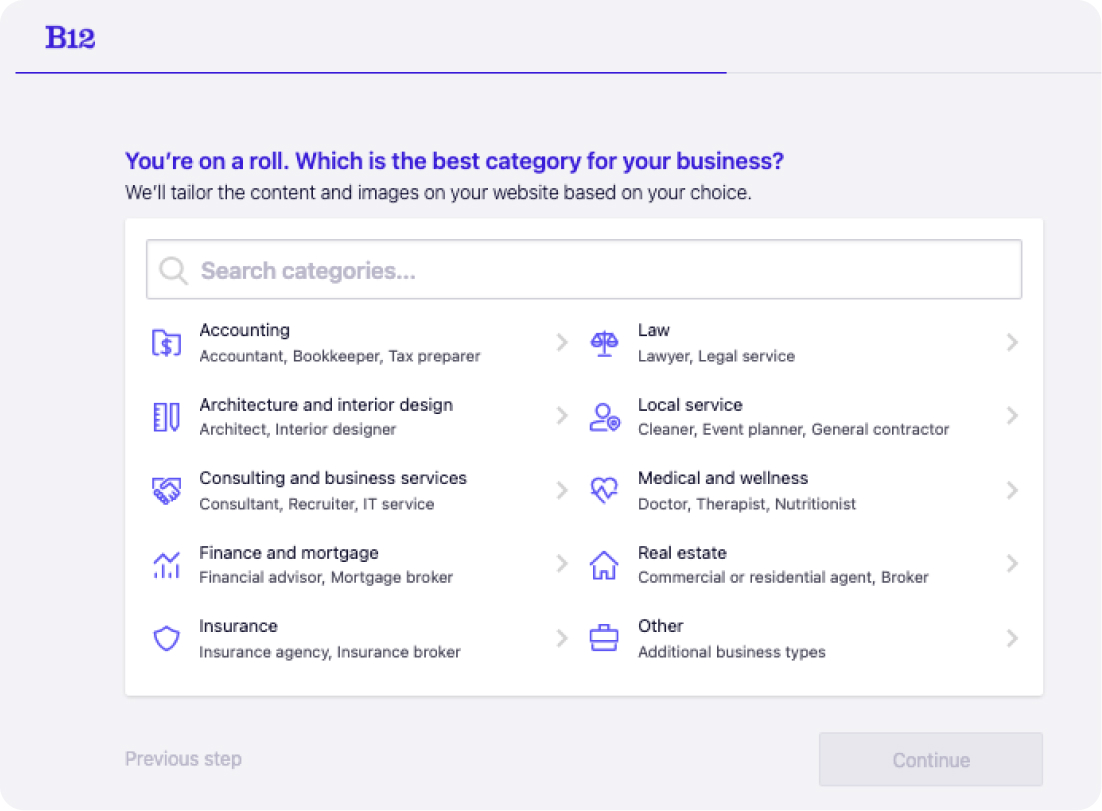 B12
You're on a roll. Which is the best category for your business?
We'll tailor the content and images on your website based on your choice.
Search categories...
Accounting
Accountant, Bookkeeper, Tax preparer
Law
Lawyer, Legal service
Architecture and interior design
Architect, Interior designer
Local service
Cleaner, Event planner, General contractor
Consulting and business services
Consultant, Recruiter, IT service
Medical and wellness
Doctor, Therapist, Nutritionist
Finance and mortgage
Financial advisor, Mortgage broker
Real estate
Commercial or residential agent, Broker
Insurance
Insurance agency, Insurance broker
Other
Additional business types
Previous step
Continue